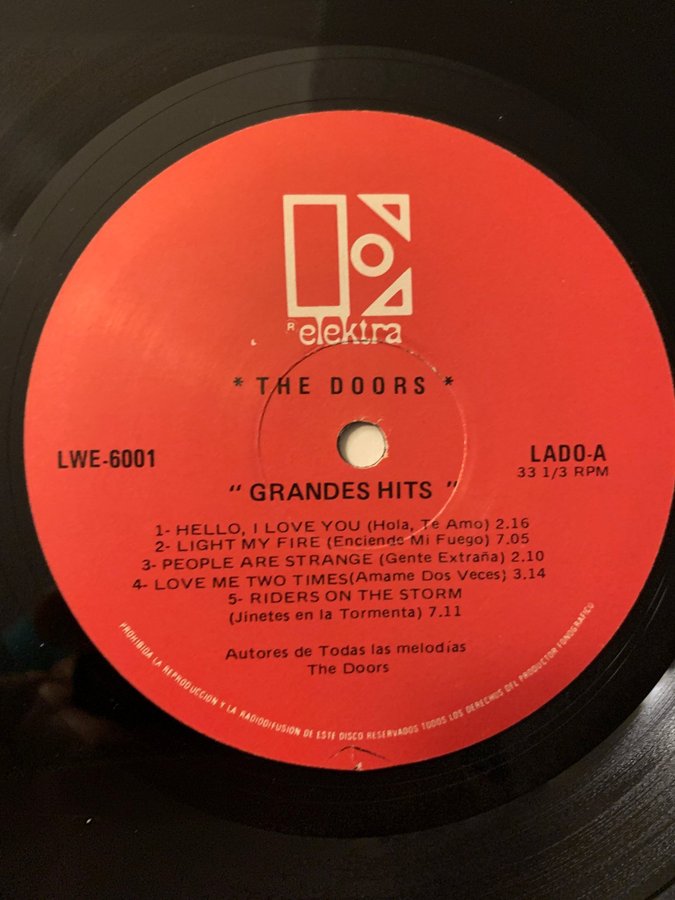 R elektra
* THE DOORS *
LWE-6001
LADO-A
33 1/3 RPM
" GRANDES HITS "
1- HELLO, I LOVE YOU (Hola, Te Amo) 2.16
2- LIGHT MY FIRE (Enciende Mi Fuego) 7.05
3- PEOPLE ARE STRANGE (Gente Extraña) 2.10
4- LOVE ME TWO TIMES(Amame Dos Veces) 3.14
5- RIDERS ON THE STORM
(Jinetes en la Tormenta) 7.11
Autores de Todas las melodías
The Doors
PROHIBIDA LA REPRODUCCION Y LA RADIODIFUSION DE ESTE DISCO RESERVADOS TODOS LOS DERECHOS DEL PRODUCTOR FONOGRAFICO